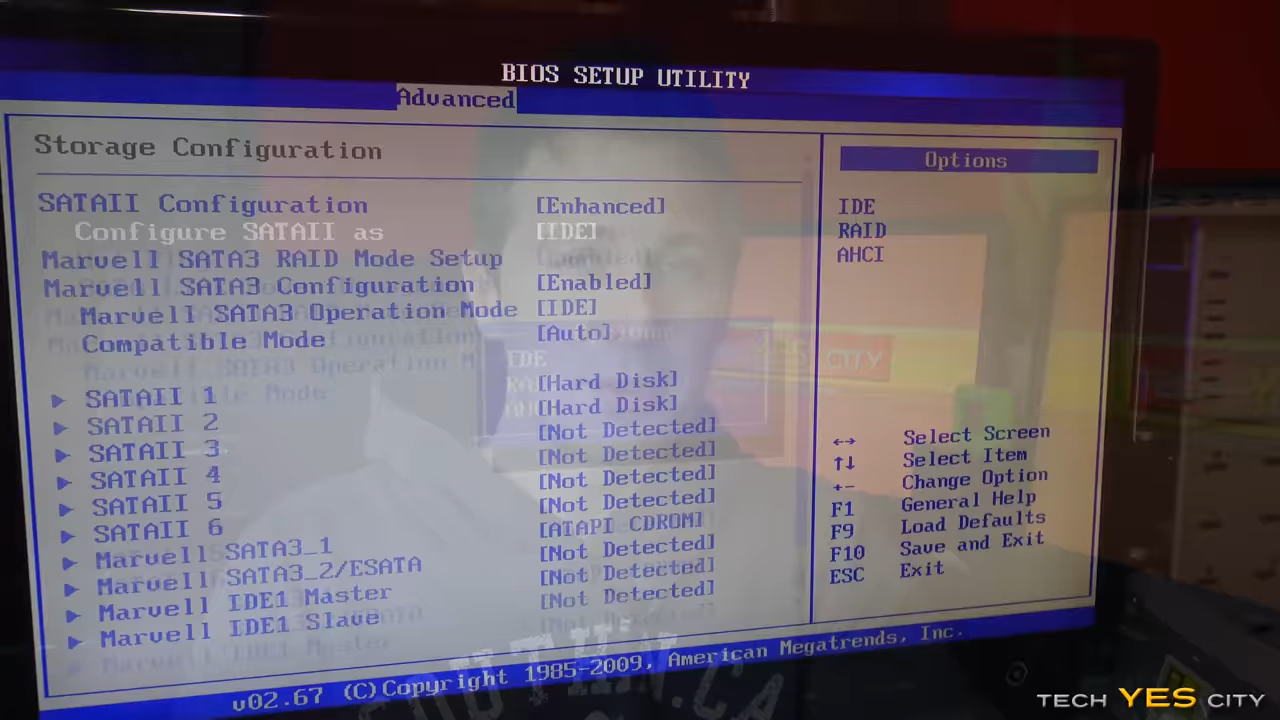 BIOS SETUP UTILITY
Advanced
Storage Configuration
SATAII Configuration [Enhanced]
Configure SATAII as [IDE]
Marvell SATA3 RAID Mode Setup
Marvell SATA3 Configuration [Enabled]
Marvell SATA3 Operation Mode [IDE]
Compatible Mode [Auto]
SATAII 1 [Hard Disk]
SATAII 2 [Hard Disk]
SATAII 3 [Not Detected]
SATAII 4 [Not Detected]
SATAII 5 [Not Detected]
SATAII 6 [Not Detected]
Marvell SATA3_1 [ATAPI CDROM]
Marvell SATA3_2/ESATA [Not Detected]
Marvell IDE1 Master [Not Detected]
Marvell IDE1 Slave [Not Detected]
Options
IDE
RAID
AHCI
↔ Select Screen
↑↓ Select Item
+- Change Option
F1 General Help
F9 Load Defaults
F10 Save and Exit
ESC Exit
v02.67 (C)Copyright 1985-2009, American Megatrends, Inc.
TECH YES CITY